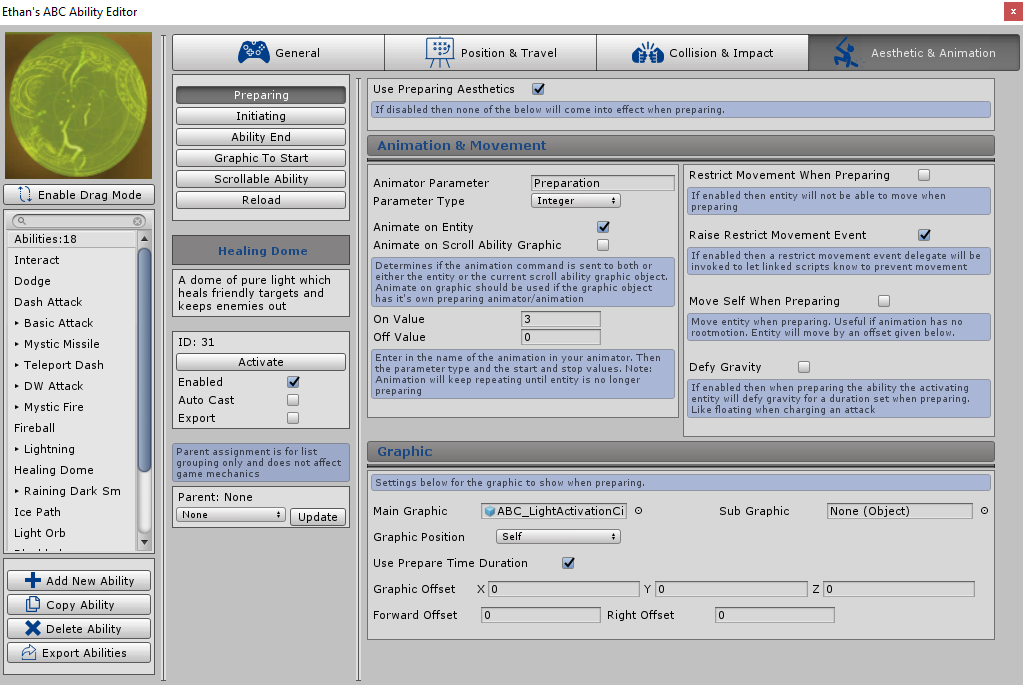 Ethan's ABC Ability Editor
x
General
Position & Travel
Collision & Impact
Aesthetic & Animation
Enable Drag Mode
Abilities:18
Interact
Dodge
Dash Attack
Basic Attack
Mystic Missile
Teleport Dash
DW Attack
Mystic Fire
Fireball
Lightning
Healing Dome
Raining Dark Sm
Ice Path
Light Orb
Add New Ability
Copy Ability
Delete Ability
Export Abilities
Preparing
Initiating
Ability End
Graphic To Start
Scrollable Ability
Reload
Healing Dome
A dome of pure light which
heals friendly targets and
keeps enemies out
ID: 31
Activate
Enabled
Auto Cast
Export
Parent assignment is for list
grouping only and does not affect
game mechanics
Parent: None
None
Update
Use Preparing Aesthetics
If disabled then none of the below will come into effect when preparing.
Animation & Movement
Animator Parameter
Preparation
Parameter Type
Integer
Animate on Entity
Animate on Scroll Ability Graphic
Determines if the animation command is sent to both or
either the entity or the current scroll ability graphic object.
Animate on graphic should be used if the graphic object
has it's own preparing animator/animation
On Value
3
Off Value
0
Enter in the name of the animation in your animator. Then
the parameter type and the start and stop values. Note:
Animation will keep repeating until entity is no longer
preparing
Restrict Movement When Preparing
If enabled then entity will not be able to move when
preparing
Raise Restrict Movement Event
If enabled then a restrict movement event delegate will be
invoked to let linked scripts know to prevent movement
Move Self When Preparing
Move entity when preparing. Useful if animation has no
rootmotion. Entity will move by an offset given below.
Defy Gravity
If enabled then when preparing the ability the activating
entity will defy gravity for a duration set when preparing.
Like floating when charging an attack
Graphic
Settings below for the graphic to show when preparing.
Main Graphic
ABC_LightActivationCi
Sub Graphic
None (Object)
Graphic Position
Self
Use Prepare Time Duration
Graphic Offset
X 0
Y 0
Z 0
Forward Offset
0
Right Offset
0